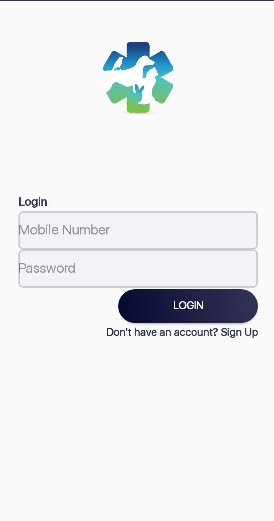 Login
Mobile Number
Password
LOGIN
Don't have an account? Sign Up